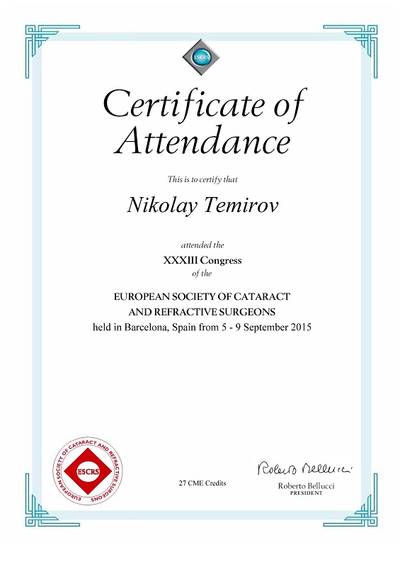 ESCRS
Certificate of
Attendance
This is to certify that
Nikolay Temirov
attended the
XXXIII Congress
of the
EUROPEAN SOCIETY OF CATARACT
AND REFRACTIVE SURGEONS
held in Barcelona, Spain from 5 - 9 September 2015
EUROPEAN SOCIETY OF CATARACT AND REFRACTIVE SURGEONS
ESCRS
27 CME Credits
Roberto Bellucci
Roberto Bellucci
PRESIDENT